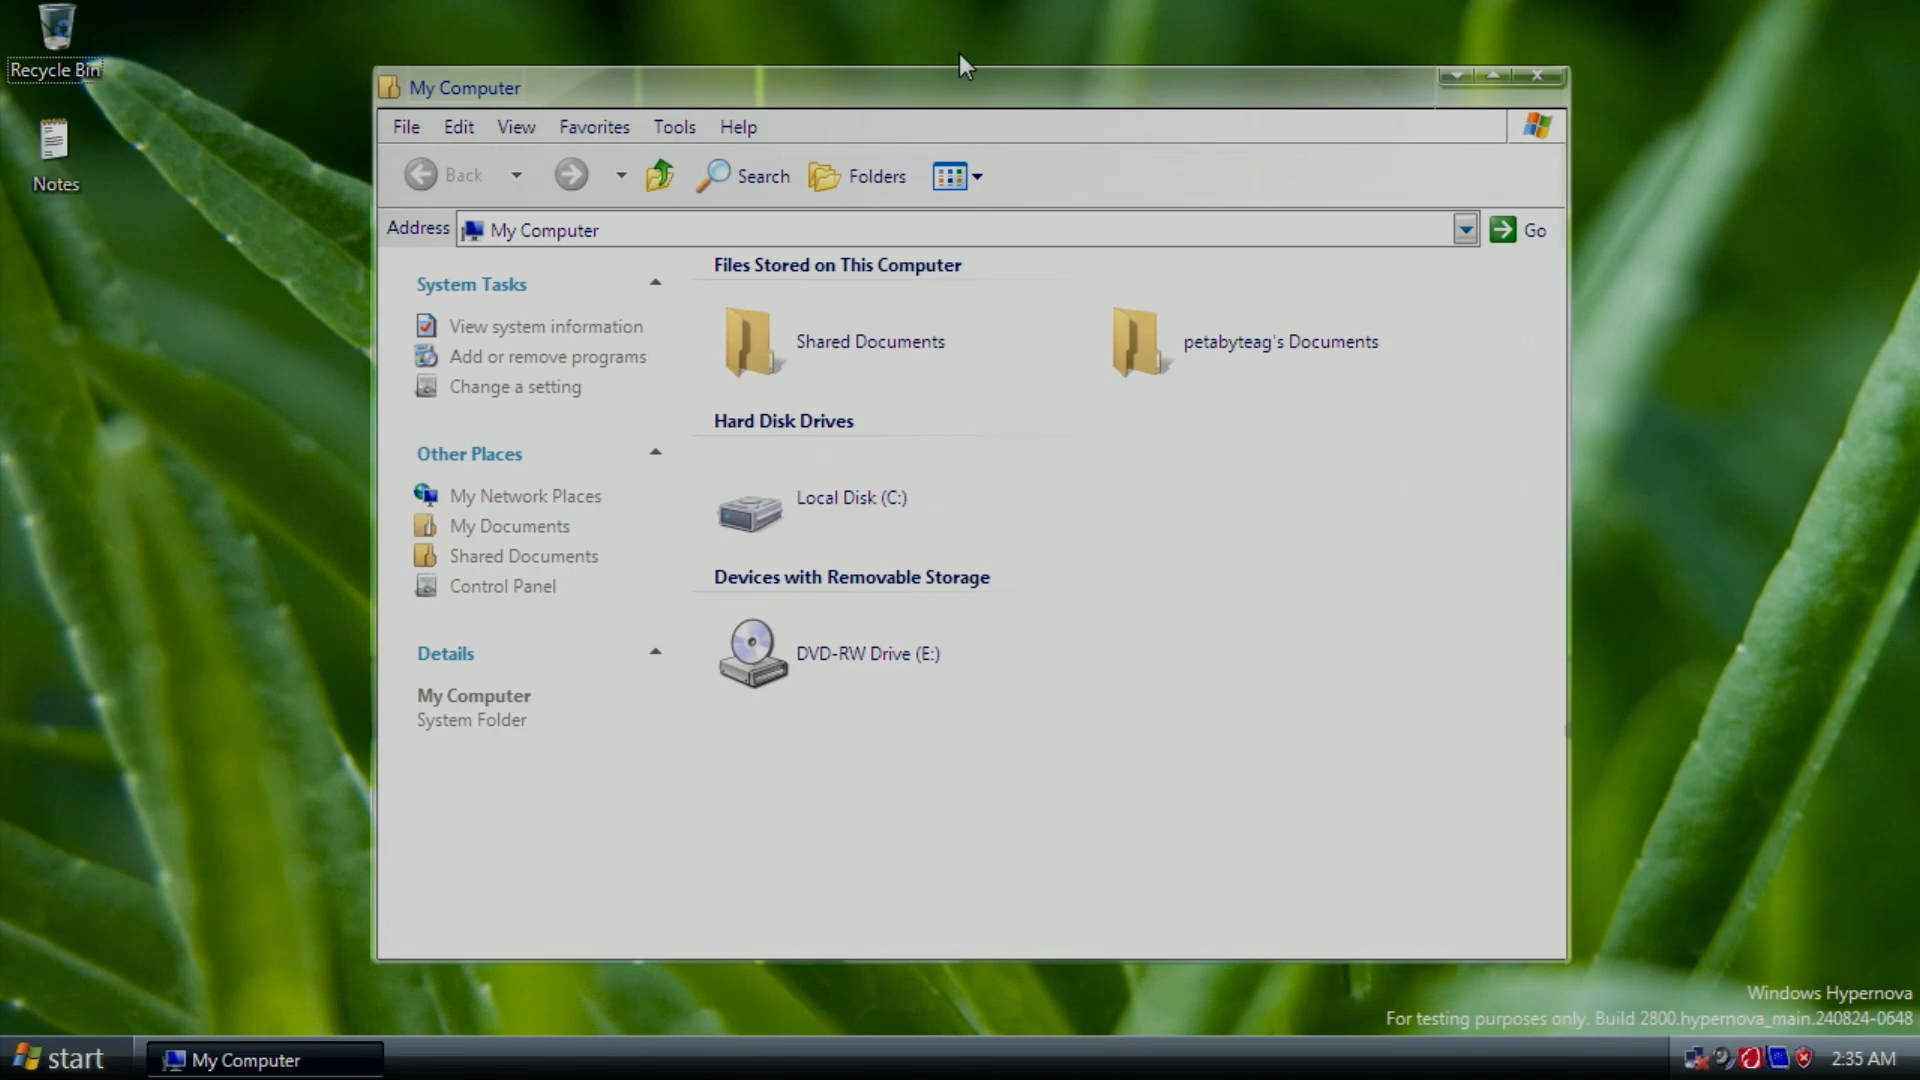 Recycle Bin
Notes
My Computer
File Edit View Favorites Tools Help
Back Search Folders
Address My Computer Go
System Tasks
View system information
Add or remove programs
Change a setting
Other Places
My Network Places
My Documents
Shared Documents
Control Panel
Details
My Computer
System Folder
Files Stored on This Computer
Shared Documents petabyteag's Documents
Hard Disk Drives
Local Disk (C:)
Devices with Removable Storage
DVD-RW Drive (E:)
Windows Hypernova
For testing purposes only. Build 2800.hypernova_main.240824-0648
start My Computer 2:35 AM